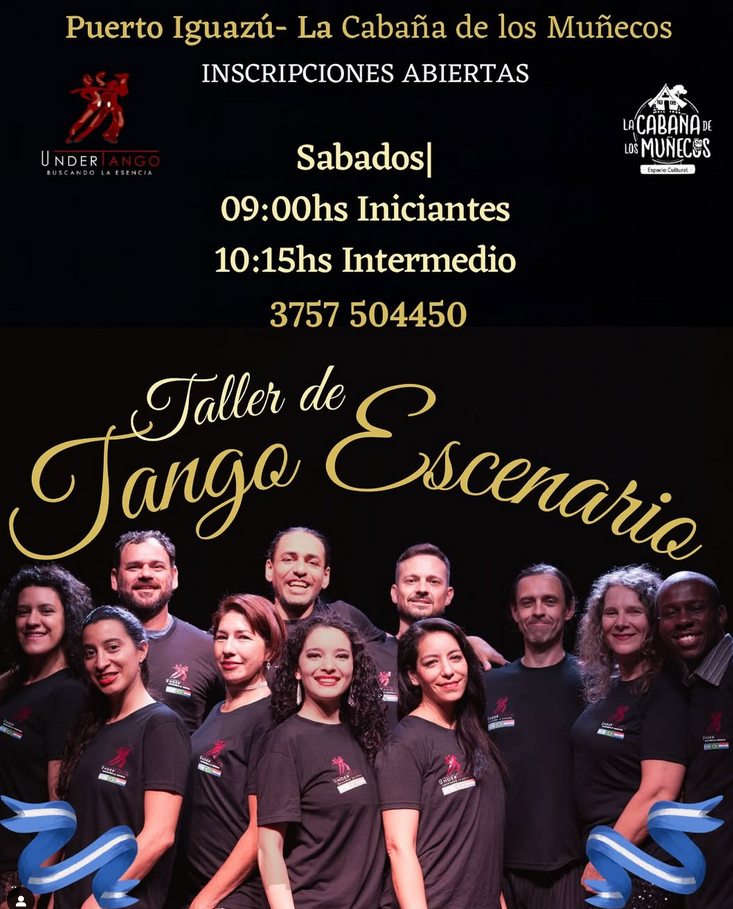 Puerto Iguazú- La Cabaña de los Muñecos
INSCRIPCIONES ABIERTAS
UNDERTANGO
BUSCANDO LA ESENCIA
LA CABAÑA DE
LOS MUÑECOS
Espacio Cultural
Sabados|
09:00hs Iniciantes
10:15hs Intermedio
3757 504450
Taller de
Tango Escenario